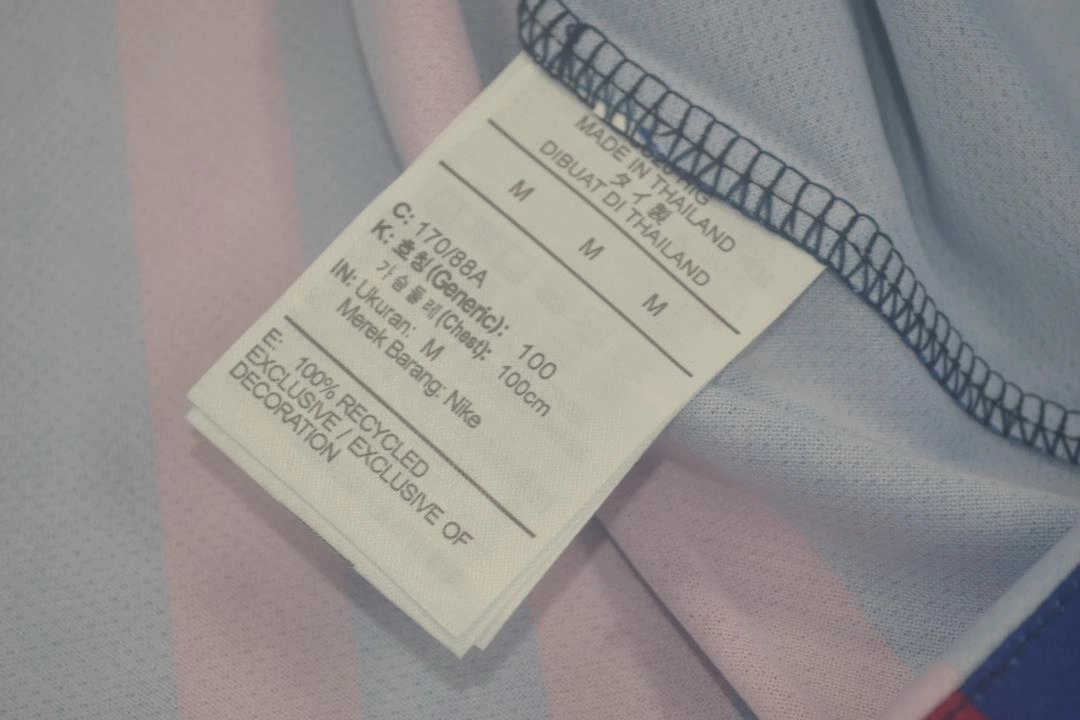 MADE IN THAILAND
タイ製
DIBUAT DI THAILAND
M M M
C: 170/88A
K: 호칭(Generic): 100
가슴둘레(Chest): 100cm
IN: Ukuran: M
Merek Barang: Nike
E: 100% RECYCLED
EXCLUSIVE / EXCLUSIVE OF
DECORATION